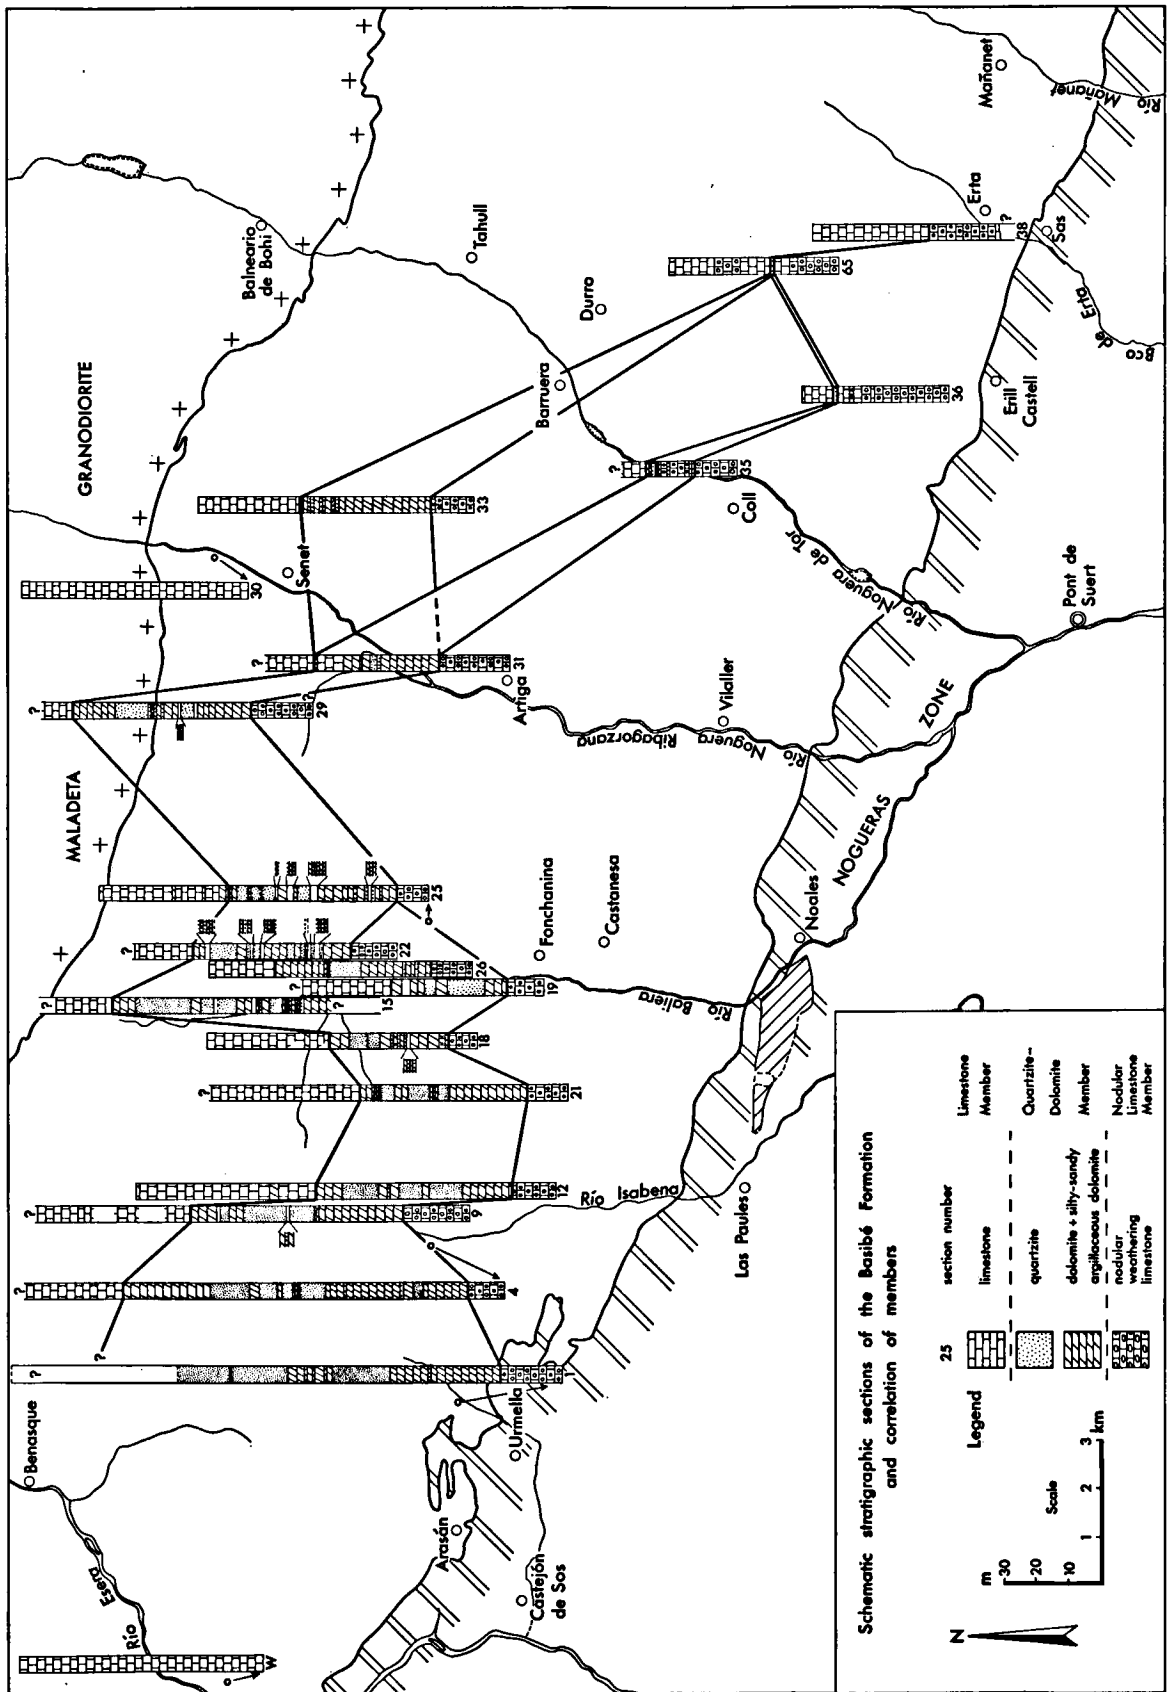 Benasque
Río
Esera
W
Arasán
Castejón
de Sos
Urmella
?
1
?
?
4
?
9
12
Río
Isabena
Las Paules
?
21
18
?
15
?
?
19
26
?
22
25
Fonchanina
Castanesa
Río
Baliera
Noales
MALADETA
GRANODIORITE
NOGUERAS
ZONE
?
29
?
?
31
Artiga
Vilaller
Río
Noguera
Ribagorzana
Senet
30
33
?
35
Coll
Río
Noguera
de Tor
Pont de
Suert
Barruera
Durro
Tahull
Balneario
de Bohi
36
Erill
Castell
65
38
?
Erta
Sas
Bco
de
Erta
Mañanet
Río
Mañanet
Schematic stratigraphic sections of the Basibé Formation
and correlation of members
N
m
30
20
10
Scale
1
2
3
km
Legend
25
section number
limestone
Limestone
Member
quartzite
Quartzite-
Dolomite
Member
dolomite + silty-sandy
argillaceous dolomite
nodular
weathering
limestone
Nodular
Limestone
Member